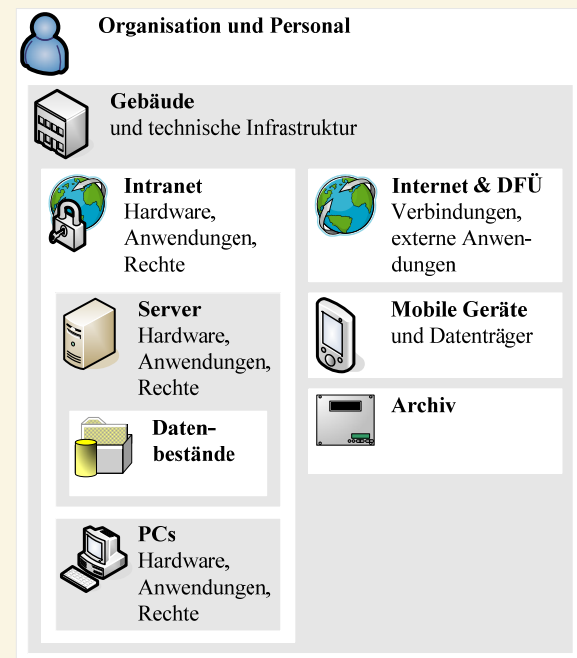 Organisation und Personal
Gebäude
und technische Infrastruktur
Intranet
Hardware,
Anwendungen,
Rechte
Server
Hardware,
Anwendungen,
Rechte
Daten-
bestände
PCs
Hardware,
Anwendungen,
Rechte
Internet & DFÜ
Verbindungen,
externe Anwen-
dungen
Mobile Geräte
und Datenträger
Archiv